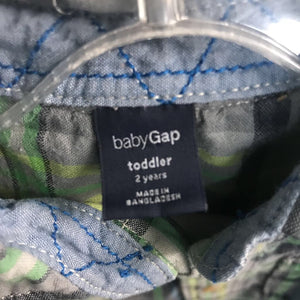 babyGap
toddler
2 years
MADE IN
BANGLADESH